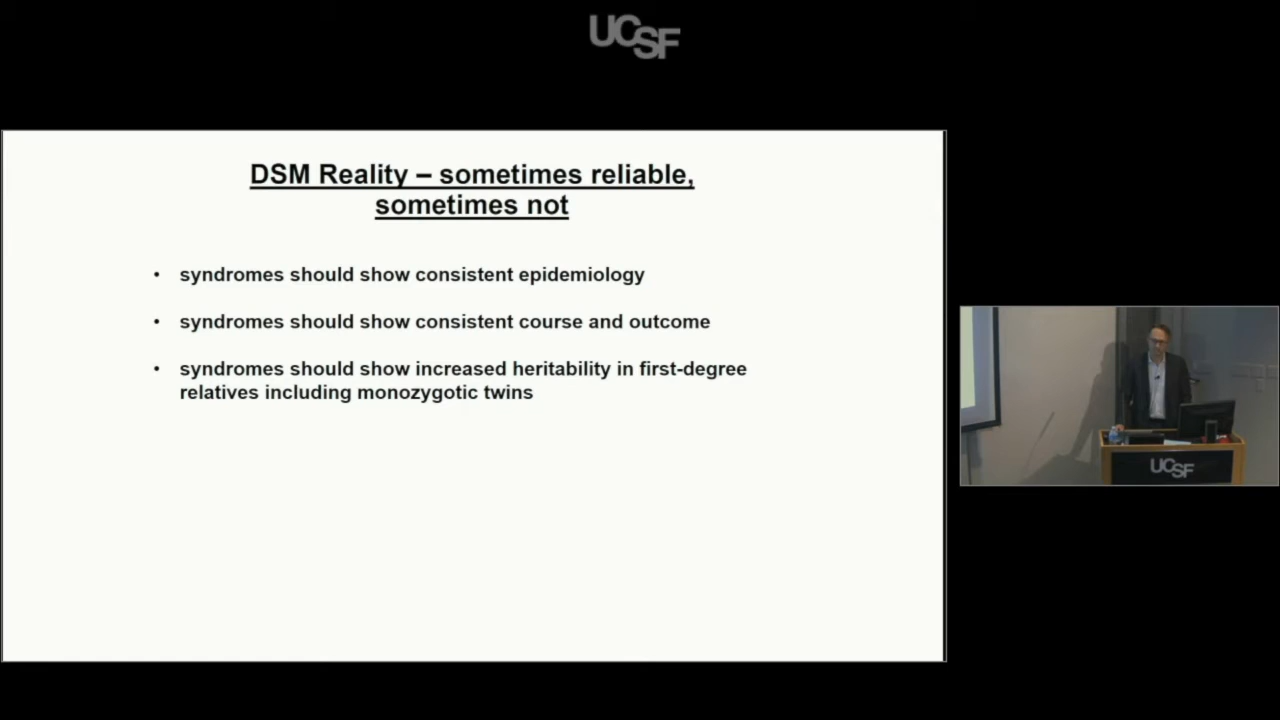 UCSF
DSM Reality – sometimes reliable,
sometimes not
• syndromes should show consistent epidemiology
• syndromes should show consistent course and outcome
• syndromes should show increased heritability in first-degree
relatives including monozygotic twins
UCSF